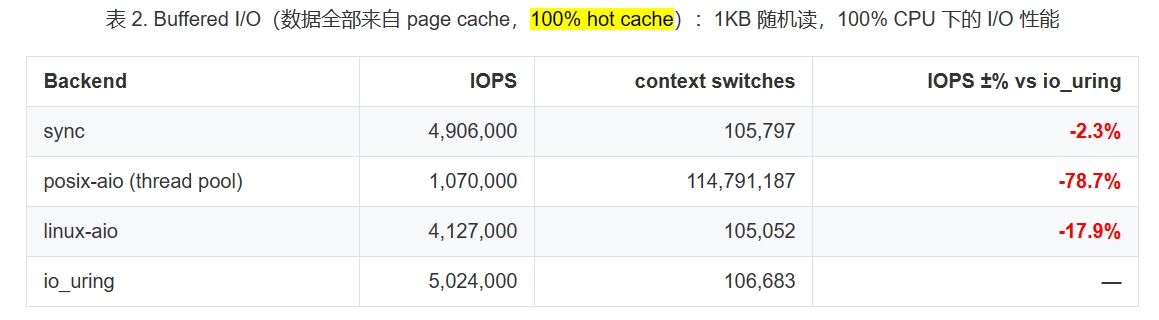 表 2. Buffered I/O（数据全部来自 page cache，100% hot cache）：1KB 随机读，100% CPU 下的 I/O 性能
Backend IOPS context switches IOPS ±% vs io_uring
sync 4,906,000 105,797 -2.3%
posix-aio (thread pool) 1,070,000 114,791,187 -78.7%
linux-aio 4,127,000 105,052 -17.9%
io_uring 5,024,000 106,683 —